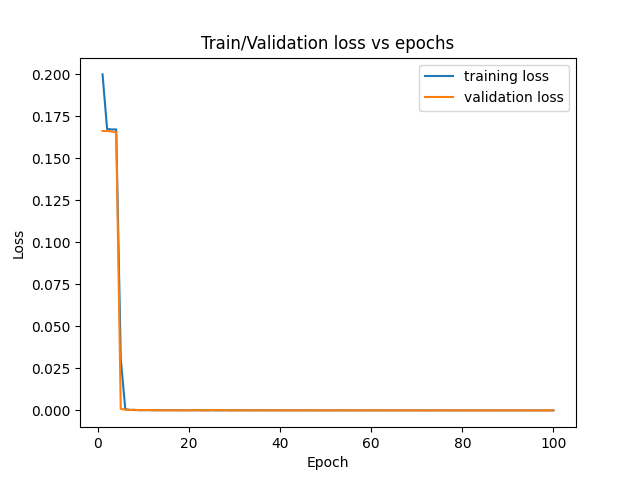 Train/Validation loss vs epochs
training loss
validation loss
0.200
0.175
0.150
0.125
0.100
0.075
0.050
0.025
0.000
Loss
0 20 40 60 80 100
Epoch